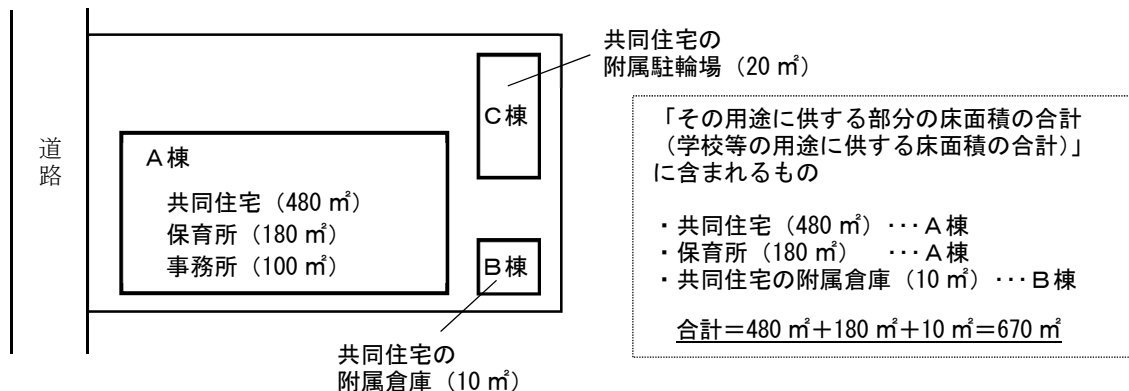 道路
A棟
共同住宅（480 ㎡）
保育所（180 ㎡）
事務所（100 ㎡）
C棟
B棟
共同住宅の
附属駐輪場（20 ㎡）
共同住宅の
附属倉庫（10 ㎡）
「その用途に供する部分の床面積の合計
（学校等の用途に供する床面積の合計）」
に含まれるもの
・共同住宅（480 ㎡）･･･A棟
・保育所（180 ㎡）　･･･A棟
・共同住宅の附属倉庫（10 ㎡）･･･B棟
合計＝480 ㎡＋180 ㎡＋10 ㎡＝670 ㎡